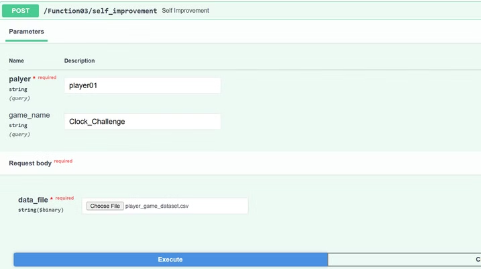 POST /Function03/self_improvement Self Improvement
Parameters
Name Description
palyer * required
string
(query)
player01
game_name
string
(query)
Clock_Challenge
Request body required
data_file * required
string($binary)
Choose File player_game_dataset.csv
Execute
C